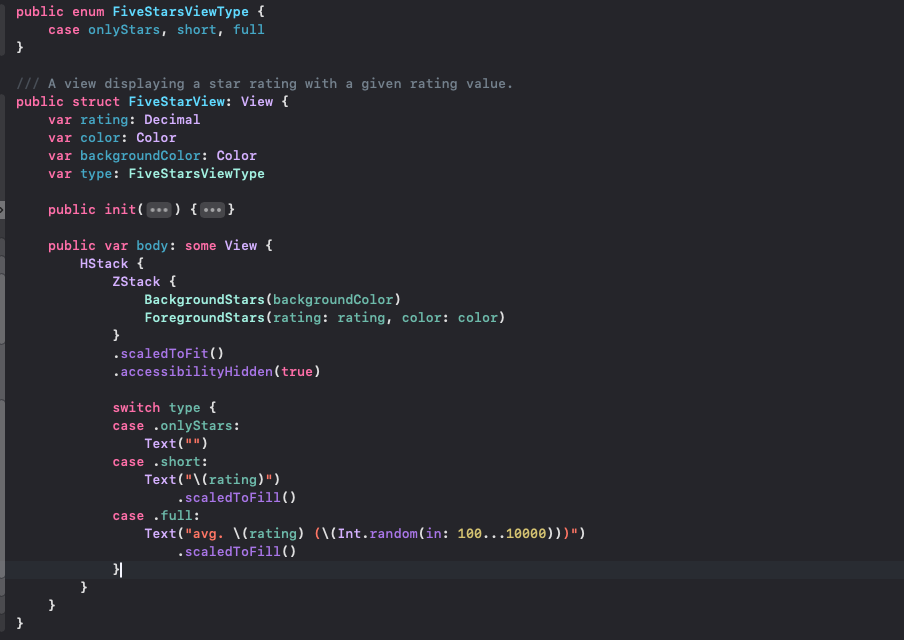 public enum FiveStarsViewType {
    case onlyStars, short, full
}

/// A view displaying a star rating with a given rating value.
public struct FiveStarView: View {
    var rating: Decimal
    var color: Color
    var backgroundColor: Color
    var type: FiveStarsViewType

    public init(•••) {•••}

    public var body: some View {
        HStack {
            ZStack {
                BackgroundStars(backgroundColor)
                ForegroundStars(rating: rating, color: color)
            }
            .scaledToFit()
            .accessibilityHidden(true)

            switch type {
            case .onlyStars:
                Text("")
            case .short:
                Text("\(rating)")
                    .scaledToFill()
            case .full:
                Text("avg. \(rating) (\(Int.random(in: 100...10000)))")
                    .scaledToFill()
            }
        }
    }
}